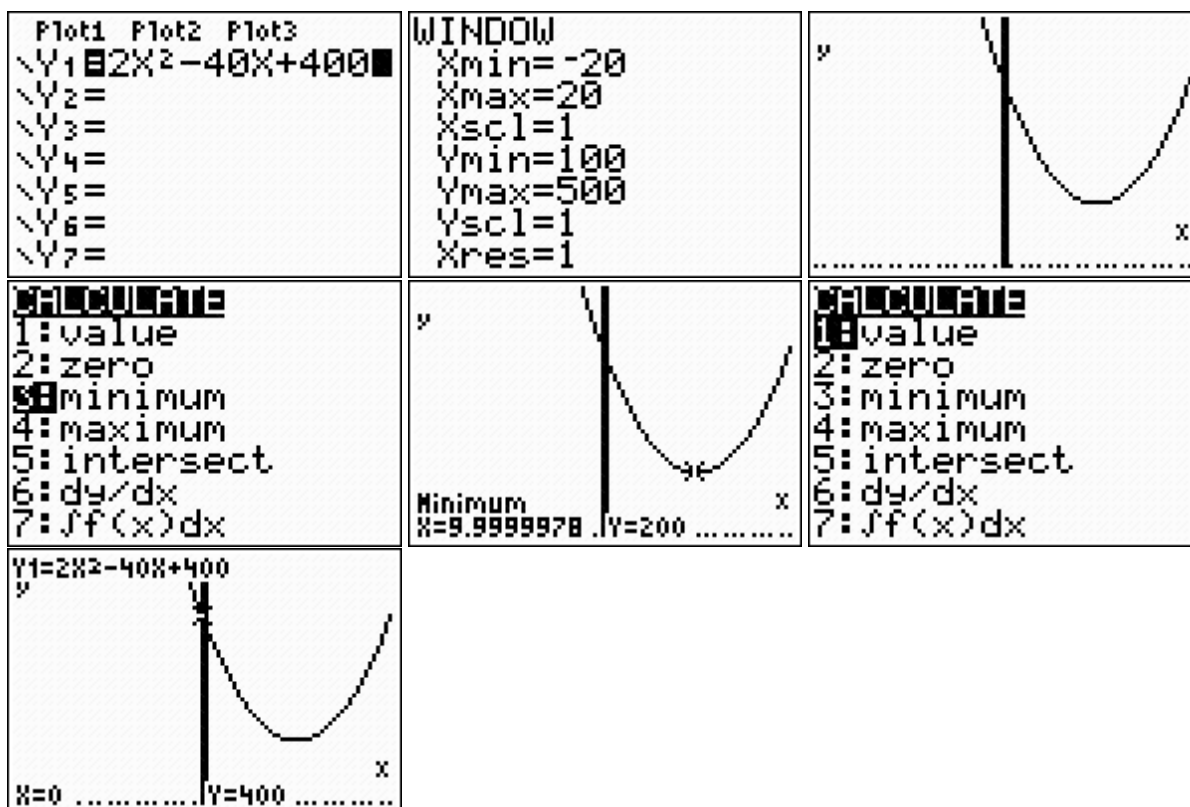 Plot1 Plot2 Plot3
\Y1=2X²-40X+400
\Y2=
\Y3=
\Y4=
\Y5=
\Y6=
\Y7=
WINDOW
Xmin=-20
Xmax=20
Xscl=1
Ymin=100
Ymax=500
Yscl=1
Xres=1
y
x
CALCULATE
1:value
2:zero
3:minimum
4:maximum
5:intersect
6:dy/dx
7:∫f(x)dx
y
x
Minimum
X=9.9999978 Y=200
CALCULATE
1:value
2:zero
3:minimum
4:maximum
5:intersect
6:dy/dx
7:∫f(x)dx
Y1=2X2-40X+400
y
x
X=0 Y=400